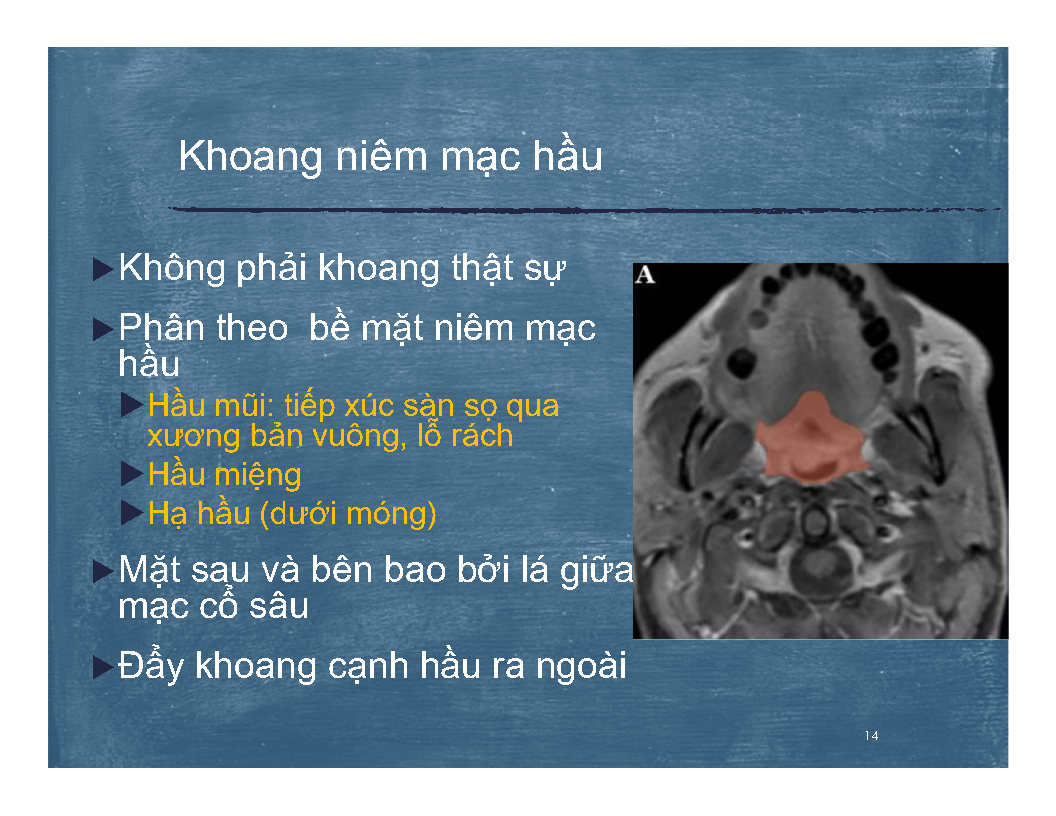 Khoang niêm mạc hầu
Không phải khoang thật sự
Phân theo bề mặt niêm mạc
hầu
Hầu mũi: tiếp xúc sàn sọ qua
xương bản vuông, lỗ rách
Hầu miệng
Hạ hầu (dưới móng)
Mặt sau và bên bao bởi lá giữa
mạc cổ sâu
Đẩy khoang cạnh hầu ra ngoài
A
14